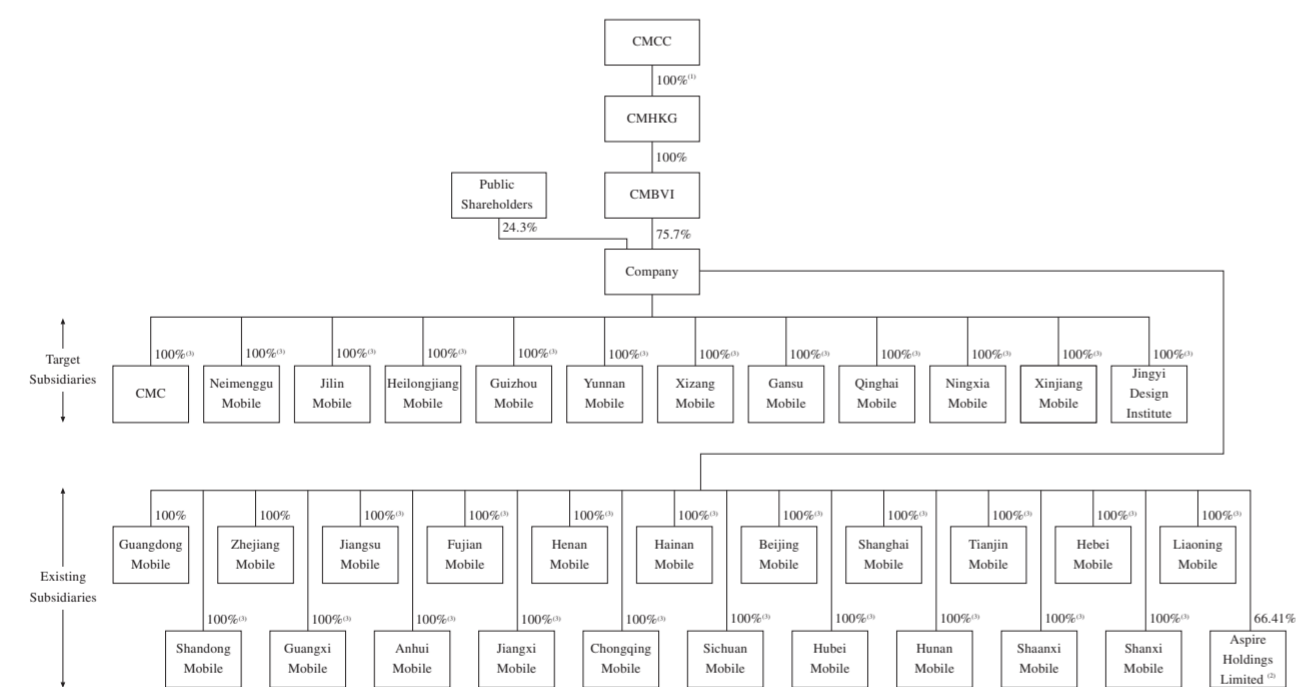 CMCC
100%(1)
CMHKG
100%
Public
Shareholders
CMBVI
24.3%
75.7%
Company
Target
Subsidiaries
100%(3) 100%(3) 100%(3) 100%(3) 100%(3) 100%(3) 100%(3) 100%(3) 100%(3) 100%(3) 100%(3) 100%(3)
CMC
Neimenggu
Mobile
Jilin
Mobile
Heilongjiang
Mobile
Guizhou
Mobile
Yunnan
Mobile
Xizang
Mobile
Gansu
Mobile
Qinghai
Mobile
Ningxia
Mobile
Xinjiang
Mobile
Jingyi
Design
Institute
Existing
Subsidiaries
100% 100% 100%(3) 100%(3) 100%(3) 100%(3) 100%(3) 100%(3) 100%(3) 100%(3) 100%(3)
Guangdong
Mobile
Zhejiang
Mobile
Jiangsu
Mobile
Fujian
Mobile
Henan
Mobile
Hainan
Mobile
Beijing
Mobile
Shanghai
Mobile
Tianjin
Mobile
Hebei
Mobile
Liaoning
Mobile
100%(3) 100%(3) 100%(3) 100%(3) 100%(3) 100%(3) 100%(3) 100%(3) 100%(3) 100%(3) 66.41%
Shandong
Mobile
Guangxi
Mobile
Anhui
Mobile
Jiangxi
Mobile
Chongqing
Mobile
Sichuan
Mobile
Hubei
Mobile
Hunan
Mobile
Shaanxi
Mobile
Shanxi
Mobile
Aspire
Holdings
Limited (2)